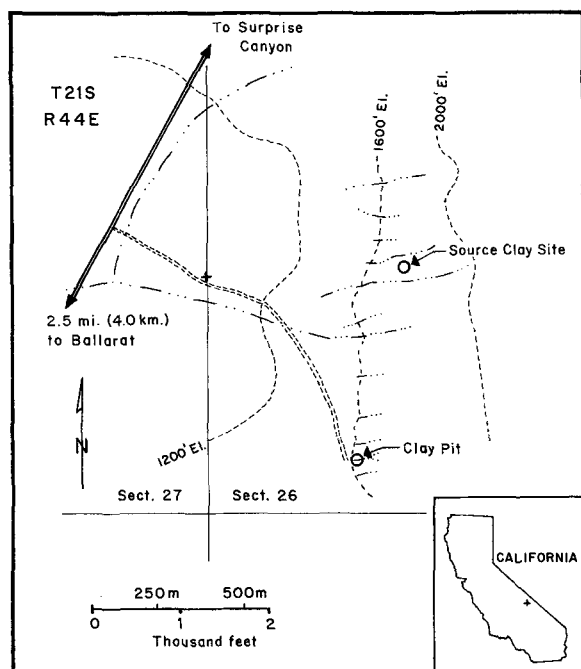 To Surprise
Canyon
T21S
R44E
1600' El.
2000' El.
Source Clay Site
2.5 mi. (4.0 km.)
to Ballarat
N
1200' El.
Clay Pit
Sect. 27
Sect. 26
CALIFORNIA
250m
500m
0
1
2
Thousand feet